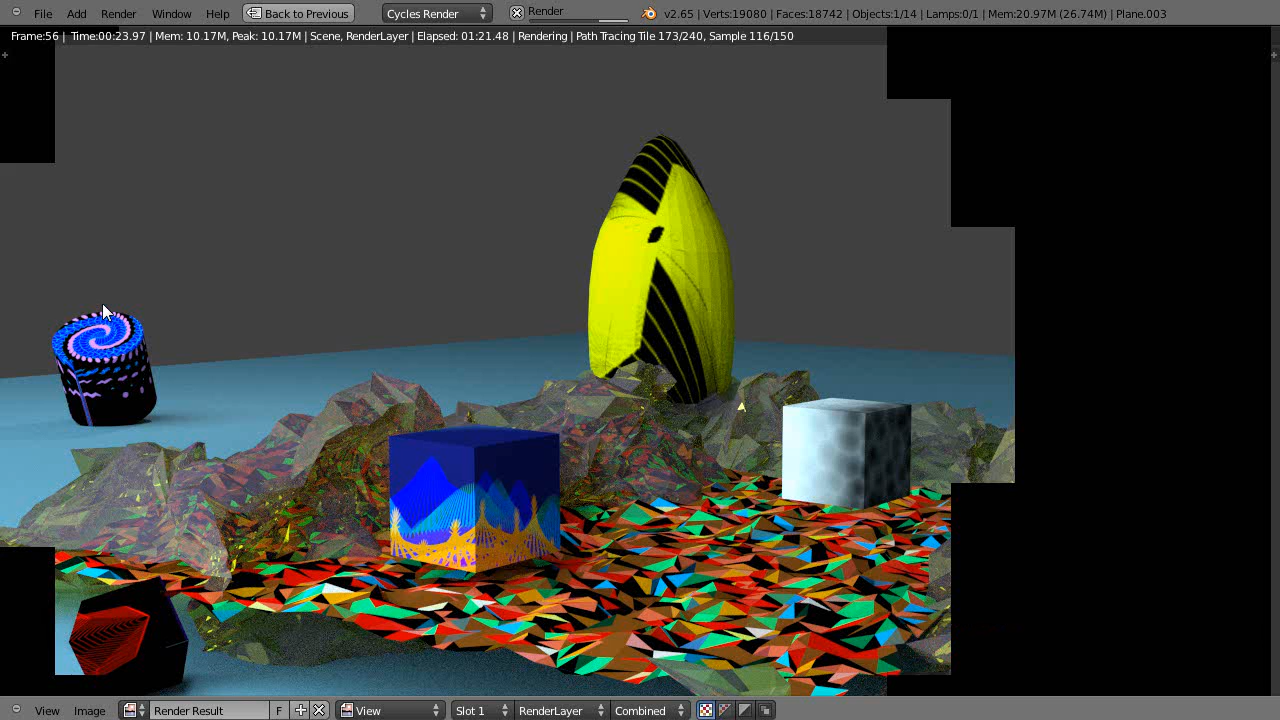 File Add Render Window Help Back to Previous Cycles Render Render v2.65 | Verts:19080 | Faces:18742 | Objects:1/14 | Lamps:0/1 | Mem:20.97M (26.74M) | Plane.003
Frame:56 | Time:00:23.97 | Mem: 10 17M, Peak: 10.17M | Scene, RenderLayer | Elapsed: 01:21.48 | Rendering | Path Tracing Tile 173/240, Sample 116/150
View Image Render Result F View Slot 1 RenderLayer Combined